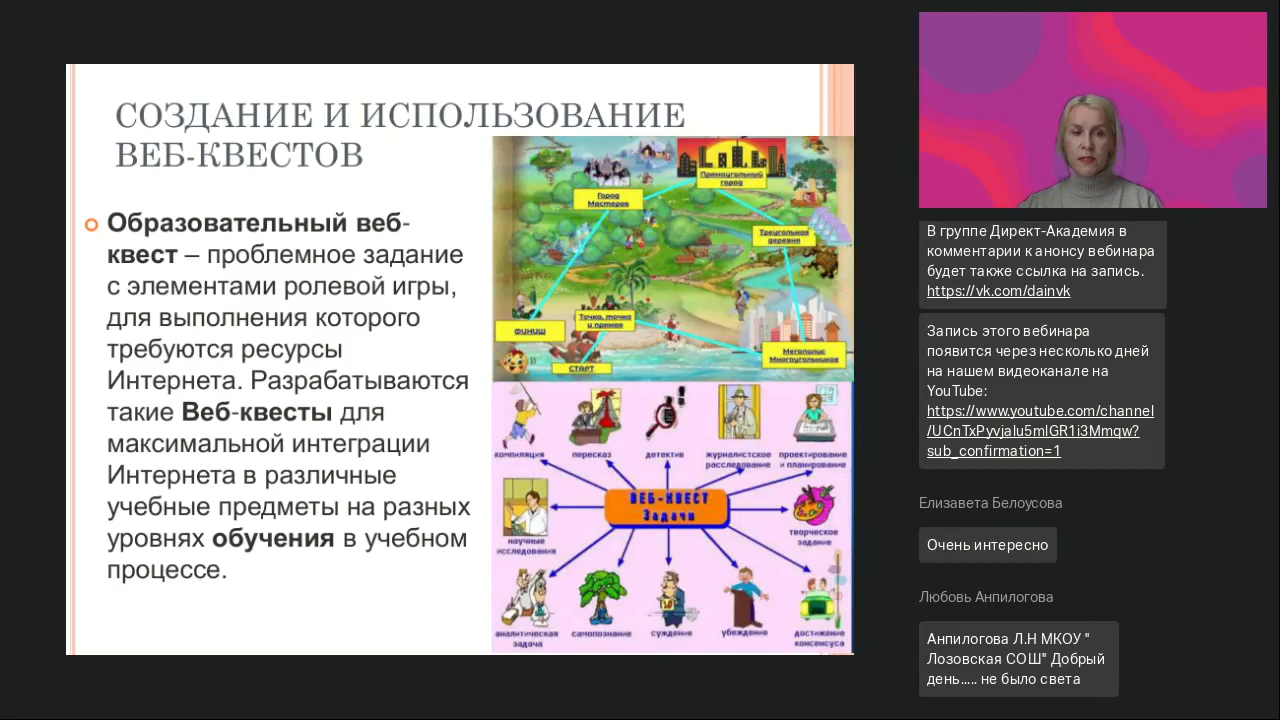 СОЗДАНИЕ И ИСПОЛЬЗОВАНИЕ
ВЕБ-КВЕСТОВ
Образовательный веб-
квест – проблемное задание
с элементами ролевой игры,
для выполнения которого
требуются ресурсы
Интернета. Разрабатываются
такие Веб-квесты для
максимальной интеграции
Интернета в различные
учебные предметы на разных
уровнях обучения в учебном
процессе.
Прямоугольный
город
Город
Мастеров
Треугольная
деревня
Точка, точка
и прямая
ФИНИШ
Мегаполис
Многоугольников
СТАРТ
компиляция
пересказ
детектив
журналистское
расследование
проектирование
и планирование
ВЕБ-КВЕСТ
Задачи
научные
исследования
творческое
задание
аналитическая
задача
самопознание
суждение
убеждение
достижение
консенсуса
В группе Директ-Академия в
комментарии к анонсу вебинара
будет также ссылка на запись.
https://vk.com/dainvk
Запись этого вебинара
появится через несколько дней
на нашем видеоканале на
YouTube:
https://www.youtube.com/channel
/UCnTxPyvjalu5mlGR1i3Mmqw?
sub_confirmation=1
Елизавета Белоусова
Очень интересно
Любовь Анпилогова
Анпилогова Л.Н МКОУ "
Лозовская СОШ" Добрый
день..... не было света